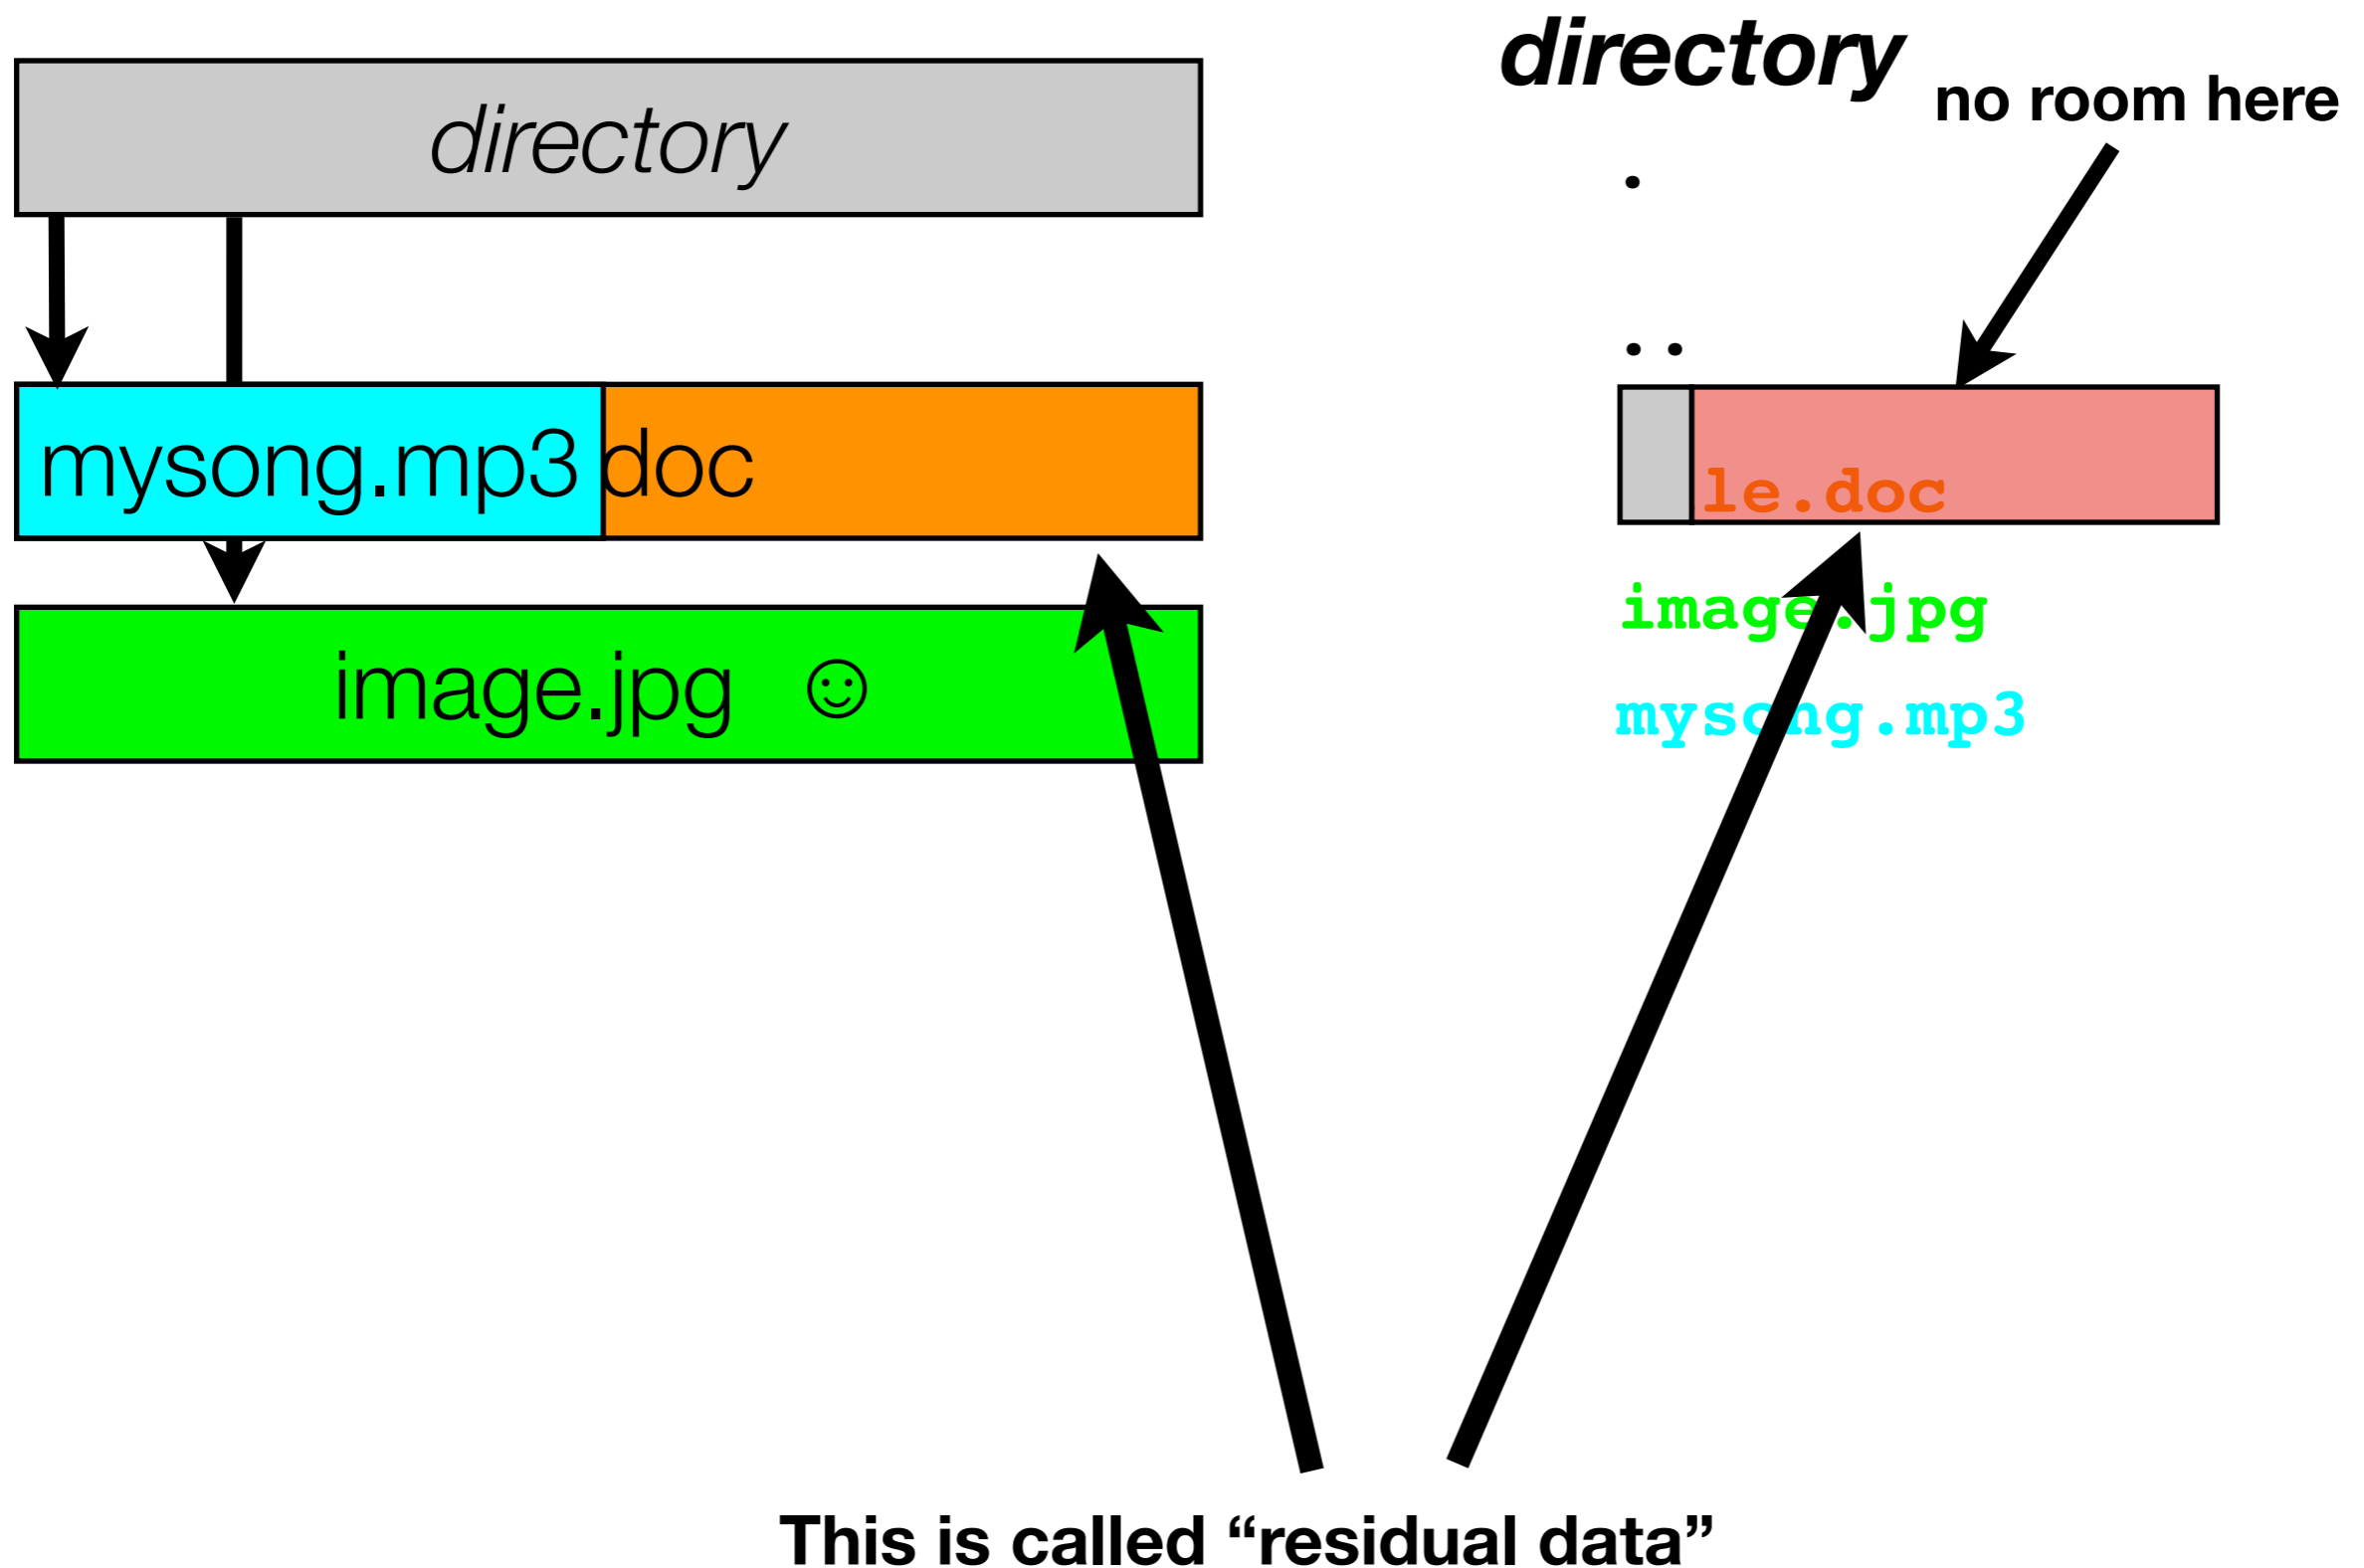 directory
directory
no room here
.
..
mysong.mp3 doc
le.doc
image.jpg ☺
image.jpg
mysong.mp3
This is called “residual data”